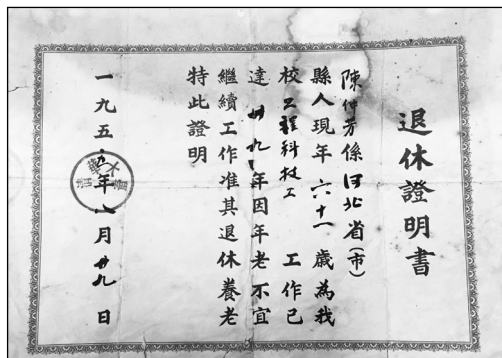 退休證明書
陳仲芳係河北省(市)
縣人現年六十一歲為我
校工程科技工 工作已
達卅九年因年老不宜
繼續工作准其退休養老
特此證明
一九五九年八月廿九日